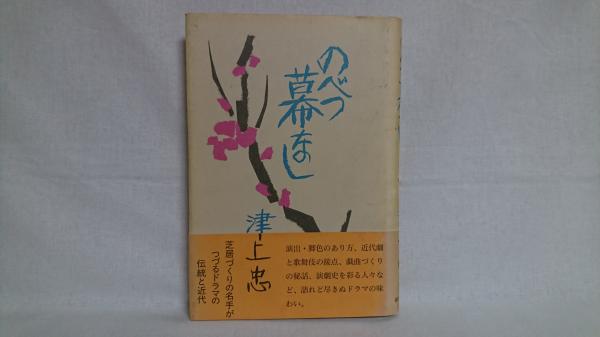 のべつ
幕なし
津上忠
芝居づくりの名手が
つづるドラマの
伝統と近代
演出・脚色のあり方、近代劇
と歌舞伎の接点、戯曲づくり
の秘話、演劇史を彩る人々な
ど、語れど尽きぬドラマの味
わい。